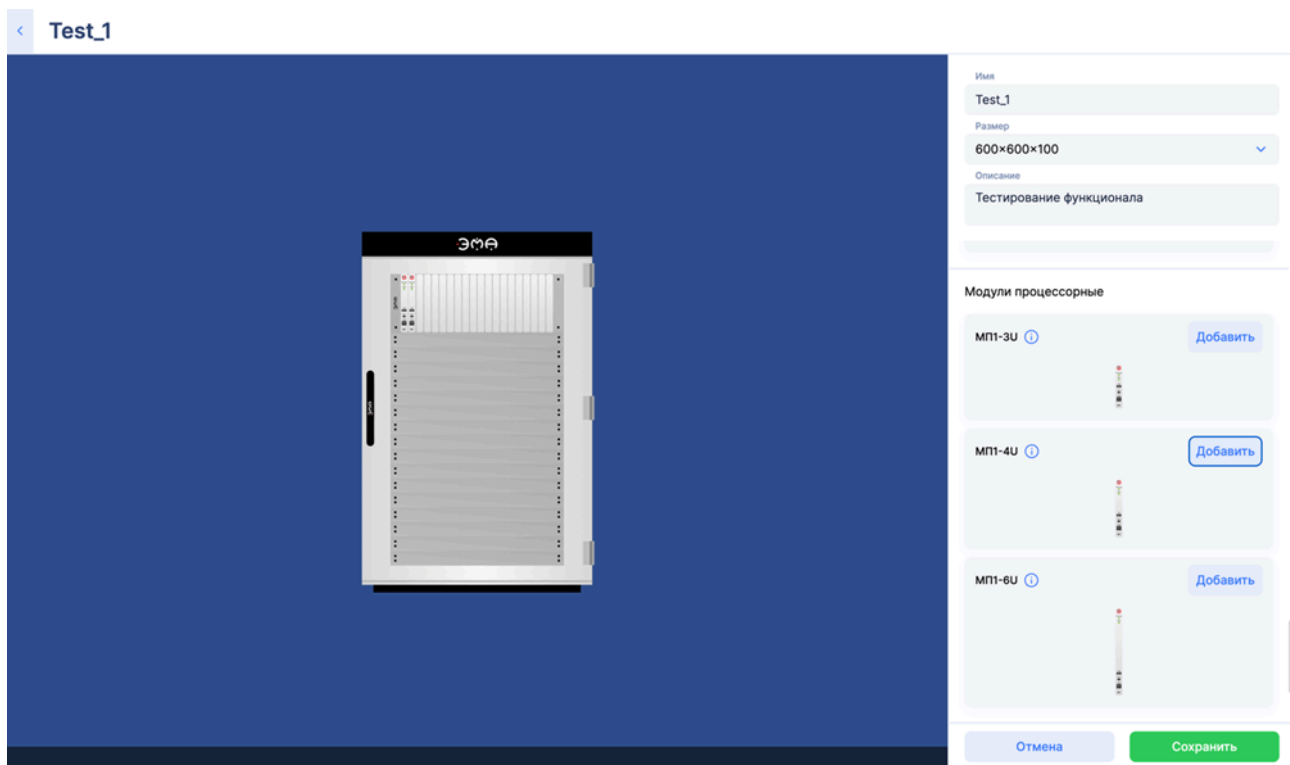 Test_1
ЭМА
Имя
Test_1
Размер
600×600×100
Описание
Тестирование функционала
Модули процессорные
МП1-3U
Добавить
МП1-4U
Добавить
МП1-6U
Добавить
Отмена
Сохранить